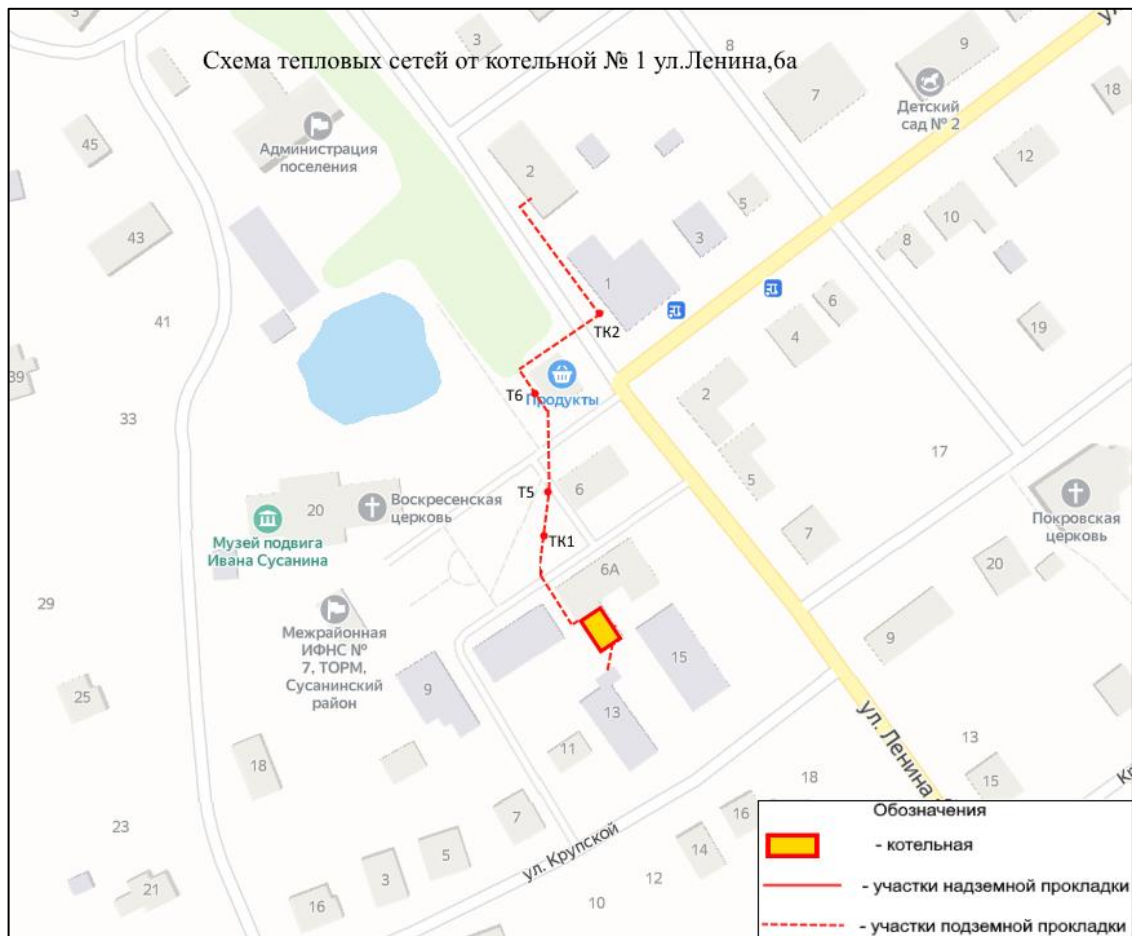 3
3
8
9
Схема тепловых сетей от котельной № 1 ул.Ленина,6а
7
Детский
сад № 2
18
45
Администрация
поселения
2
12
5
10
43
3
8
1
6
41
ТК2
4
19
39
Т6
Продукты
2
33
17
5
Т5
6
20
Воскресенская
церковь
Покровская
церковь
7
ТК1
Музей подвига
Ивана Сусанина
6А
20
29
Межрайонная
ИФНС №
7, ТОРМ,
Сусанинский
район
15
9
25
9
13
ул. Ленина
11
13
18
18
15
16
7
23
5
ул. Крупской
14
3
12
21
16
10
Обозначения
- котельная
- участки надземной прокладки
- участки подземной прокладки